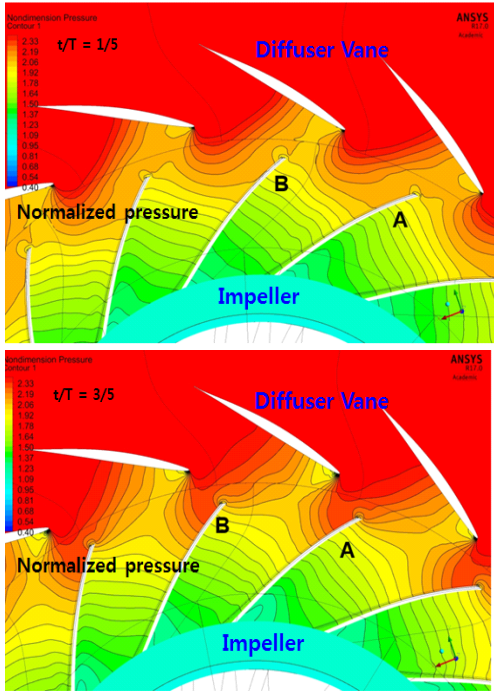 Nondimension Pressure
Contour 1
ANSYS
R17.0
Academic
t/T = 1/5
Diffuser Vane
2.33
2.19
2.06
1.92
1.78
1.64
1.50
1.37
1.23
1.09
0.95
0.81
0.68
0.54
0.40
B
A
Normalized pressure
Impeller
Nondimension Pressure
Contour 1
ANSYS
R17.0
Academic
t/T = 3/5
Diffuser Vane
2.33
2.19
2.06
1.92
1.78
1.64
1.50
1.37
1.23
1.09
0.95
0.81
0.68
0.54
0.40
B
A
Normalized pressure
Impeller